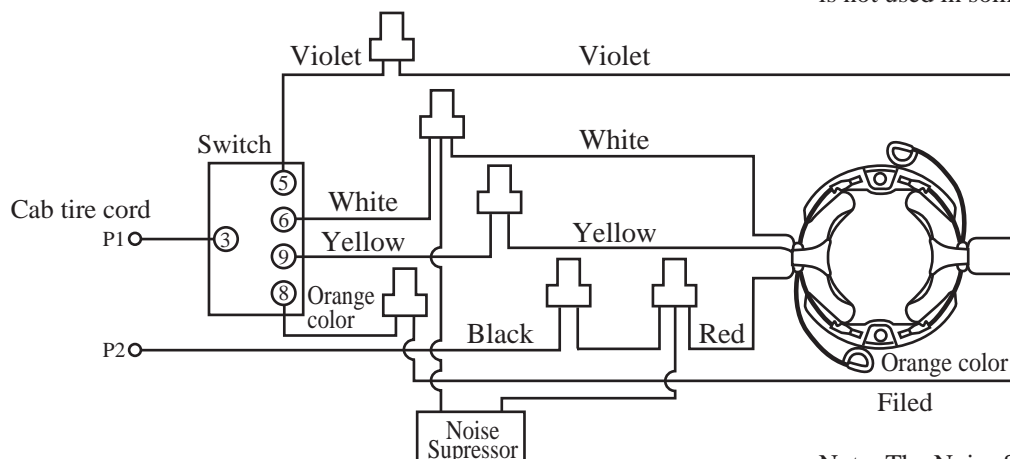 Violet
Violet
White
Switch
5
White
6
Cab tire cord
P1
3
Yellow
Yellow
9
8
Orange
color
Black
Red
P2
Orange color
Filed
Noise
Supressor